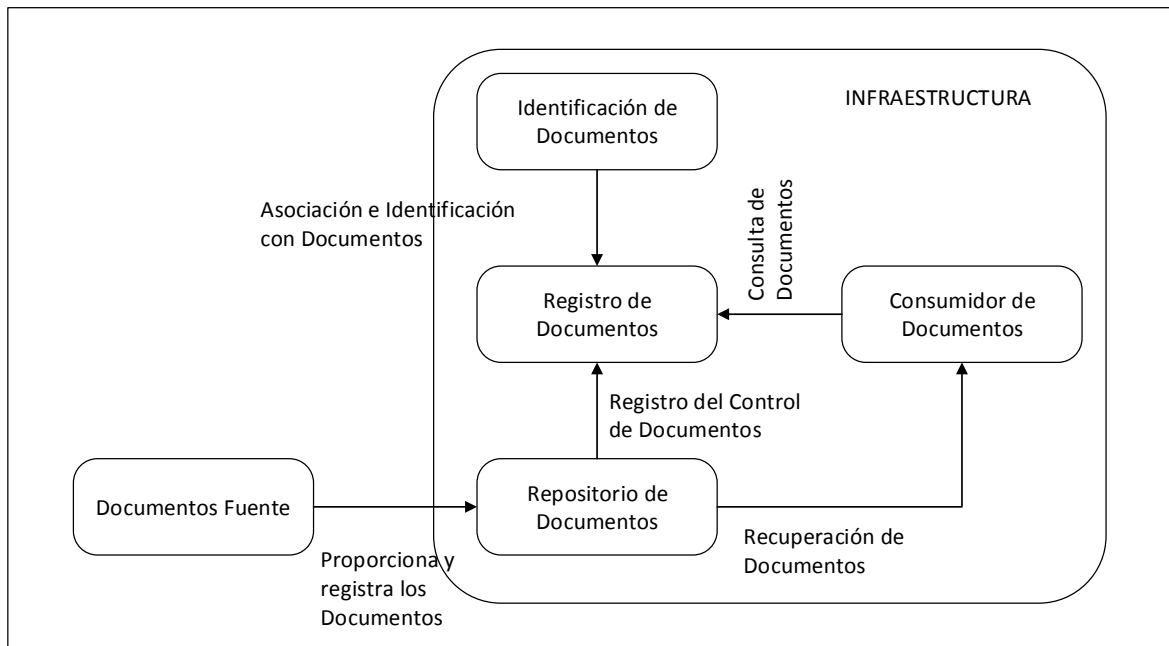 INFRAESTRUCTURA
Identificación de
Documentos
Asociación e Identificación
con Documentos
Consulta de
Documentos
Registro de
Documentos
Consumidor de
Documentos
Registro del Control
de Documentos
Documentos Fuente
Repositorio de
Documentos
Proporciona y
registra los
Documentos
Recuperación de
Documentos